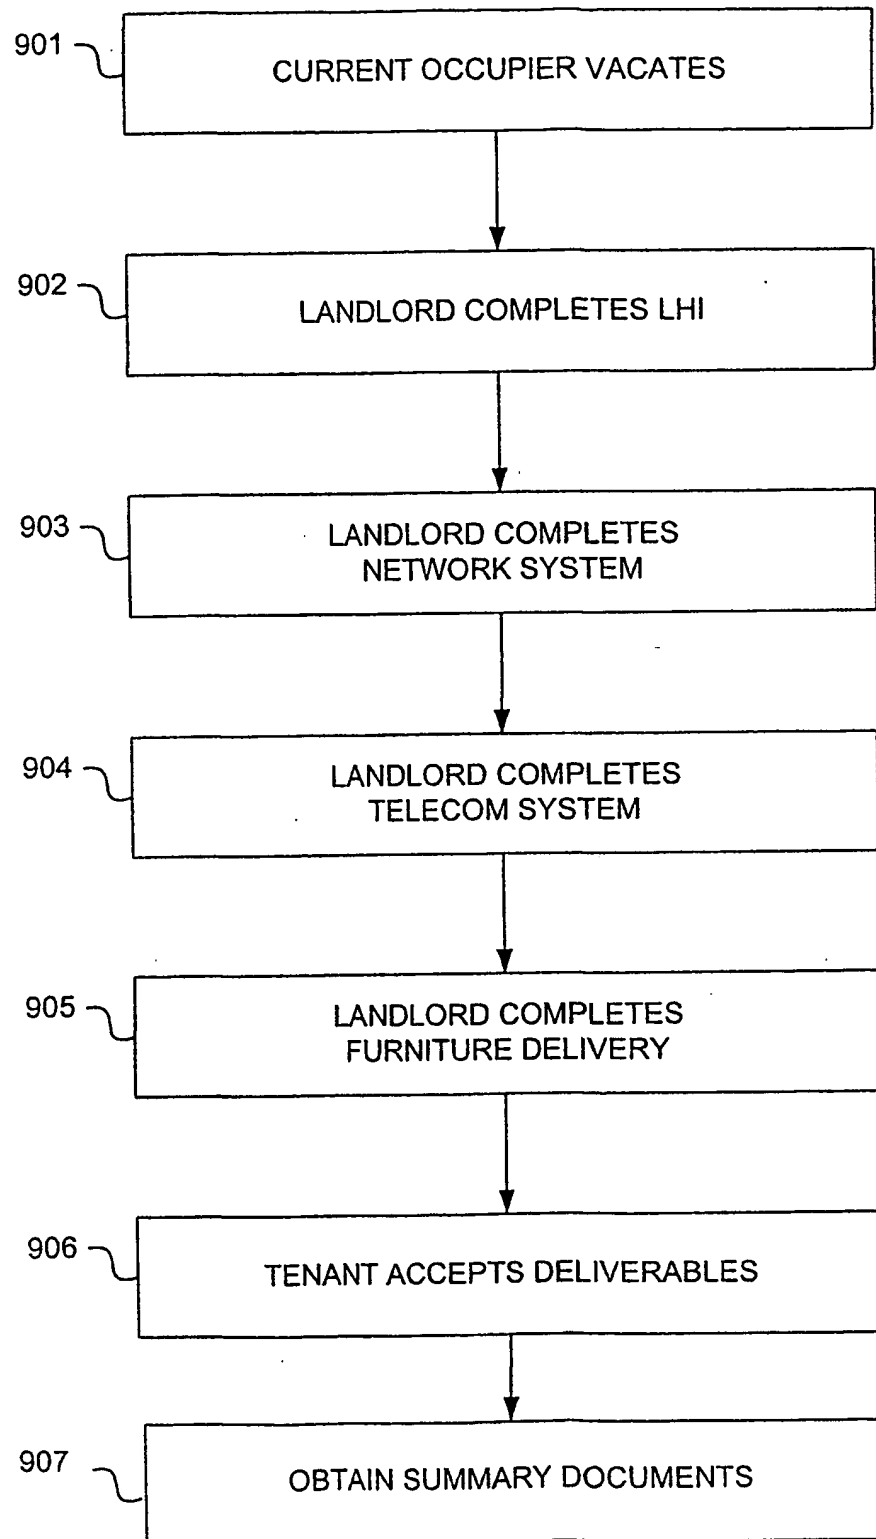 901
CURRENT OCCUPIER VACATES
902
LANDLORD COMPLETES LHI
903
LANDLORD COMPLETES
NETWORK SYSTEM
904
LANDLORD COMPLETES
TELECOM SYSTEM
905
LANDLORD COMPLETES
FURNITURE DELIVERY
906
TENANT ACCEPTS DELIVERABLES
907
OBTAIN SUMMARY DOCUMENTS